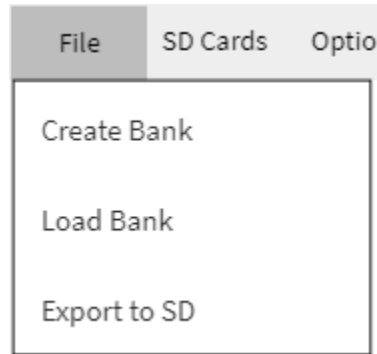 File SD Cards Optio
Create Bank
Load Bank
Export to SD